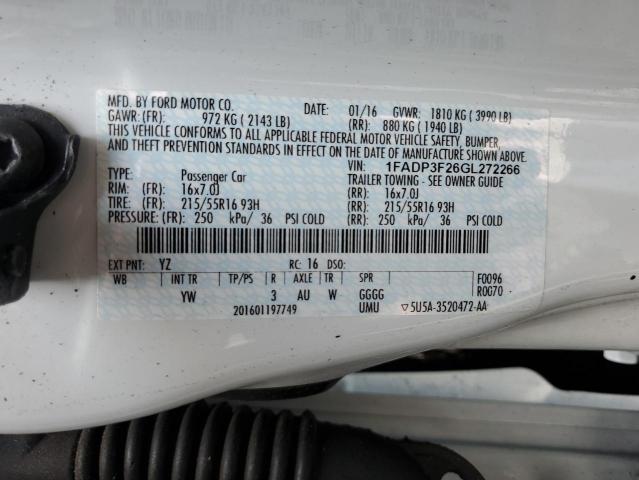 MFD. BY FORD MOTOR CO. DATE: 01/16 GVWR: 1810 KG ( 3990 LB)
GAWR: (FR): 972 KG ( 2143 LB) (RR): 880 KG ( 1940 LB)
THIS VEHICLE CONFORMS TO ALL APPLICABLE FEDERAL MOTOR VEHICLE SAFETY, BUMPER,
AND THEFT PREVENTION STANDARDS IN EFFECT ON THE DATE OF MANUFACTURE SHOWN ABOVE.
VIN: 1FADP3F26GL272266
TYPE: Passenger Car TRAILER TOWING - SEE OWNER GUIDE
RIM: (FR): 16x7.0J (RR): 16x7.0J
TIRE: (FR): 215/55R16 93H (RR): 215/55R16 93H
PRESSURE: (FR): 250 kPa/ 36 PSI COLD (RR): 250 kPa/ 36 PSI COLD
EXT PNT: YZ RC: 16 DSO:
WB INT TR TP/PS R AXLE TR SPR F0096
YW 3 AU W GGGG R0070
201601197749 UMU ▽5U5A-3520472-AA